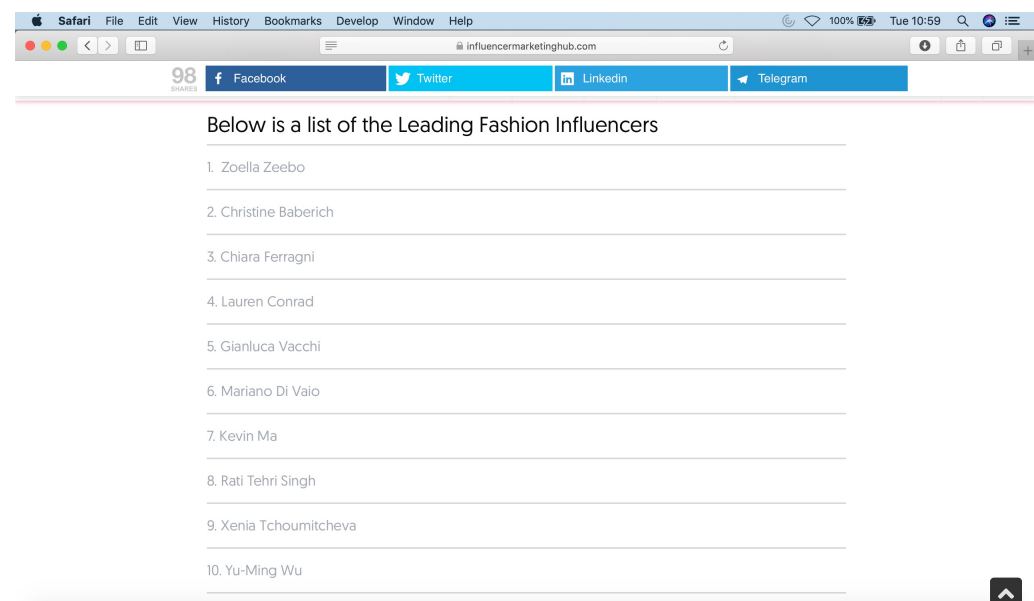 Safari File Edit View History Bookmarks Develop Window Help 100% Tue 10:59
influencermarketinghub.com
98 SHARES Facebook Twitter Linkedin Telegram
Below is a list of the Leading Fashion Influencers
1. Zoella Zeebo
2. Christine Baberich
3. Chiara Ferragni
4. Lauren Conrad
5. Gianluca Vacchi
6. Mariano Di Vaio
7. Kevin Ma
8. Rati Tehri Singh
9. Xenia Tchoumitcheva
10. Yu-Ming Wu